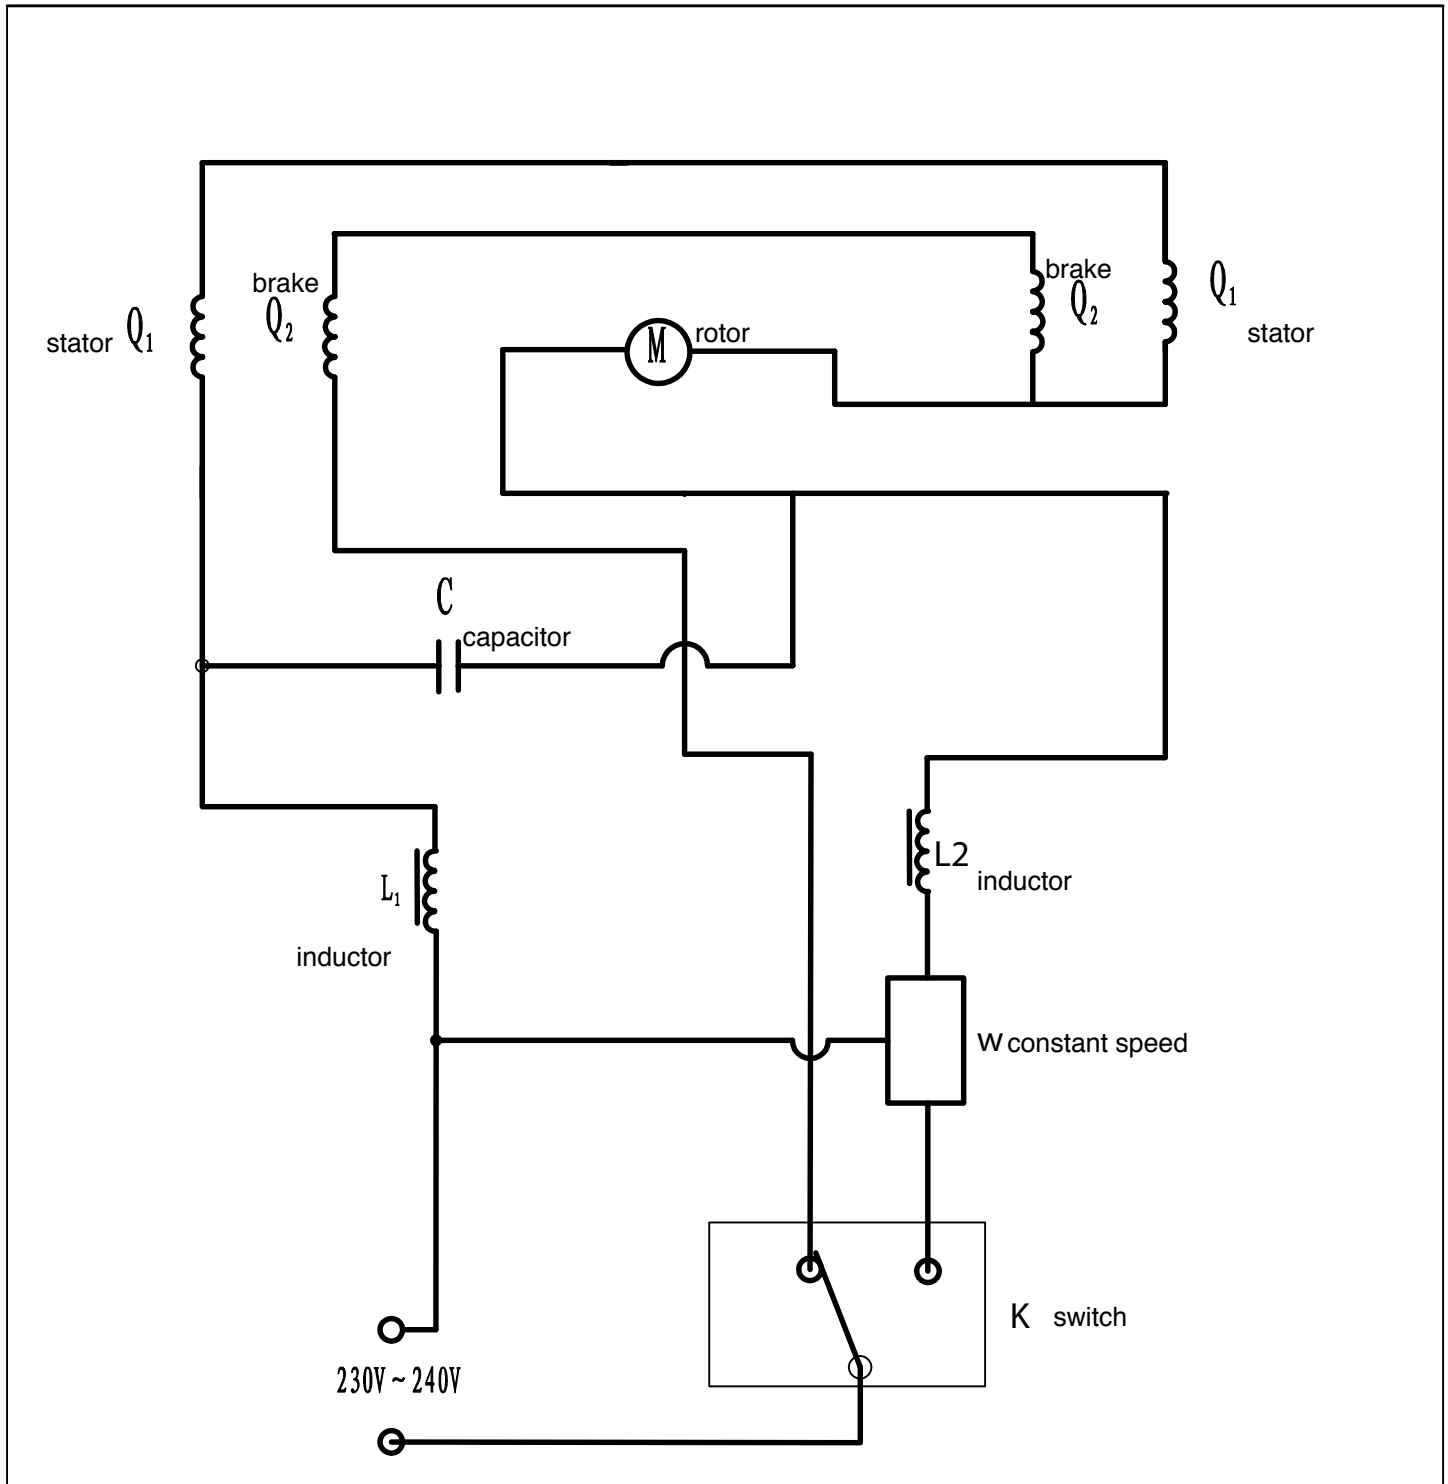 brake
Q2
stator Q1
M rotor
brake
Q2
Q1
stator
C
capacitor
L1
inductor
L2
inductor
W constant speed
K switch
230V~240V